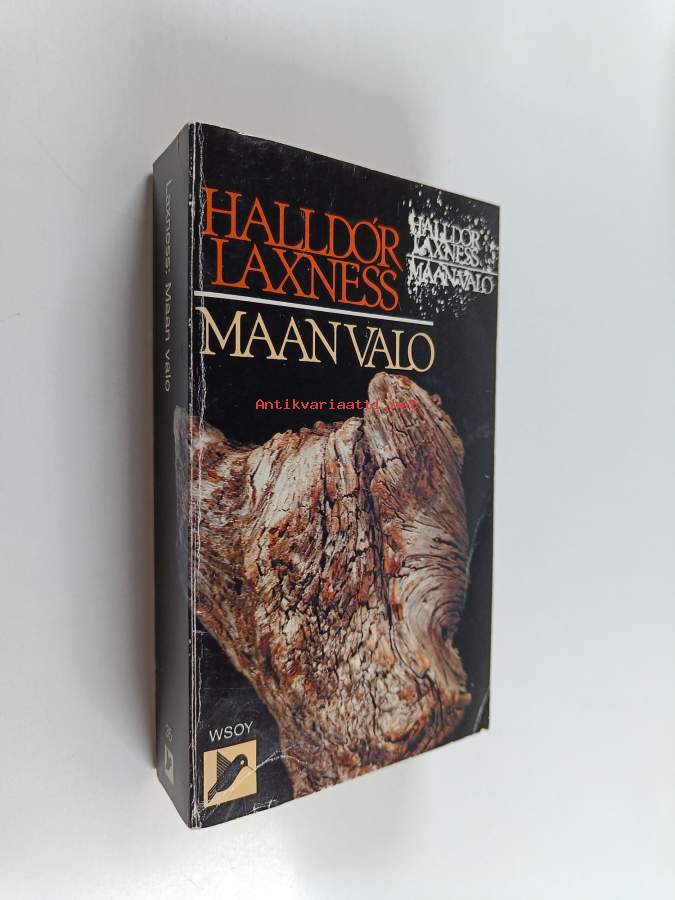 HALLDÓR
LAXNESS
MAAN VALO
HALLDÓR
LAXNESS
MAAN VALO
Antikvariaatti.net
WSOY
Laxness: Maan valo